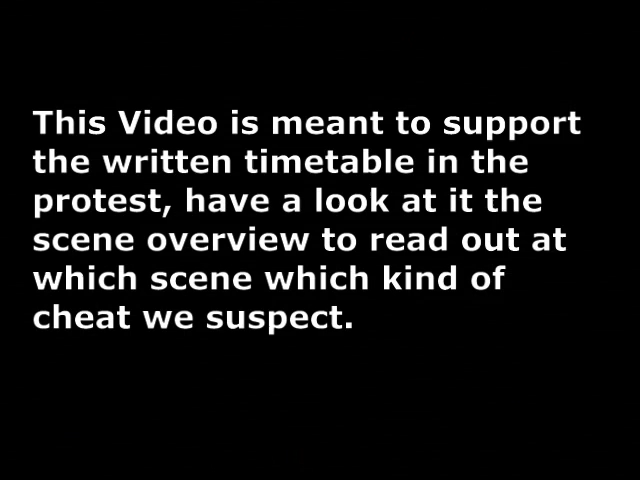 This Video is meant to support
the written timetable in the
protest, have a look at it the
scene overview to read out at
which scene which kind of
cheat we suspect.